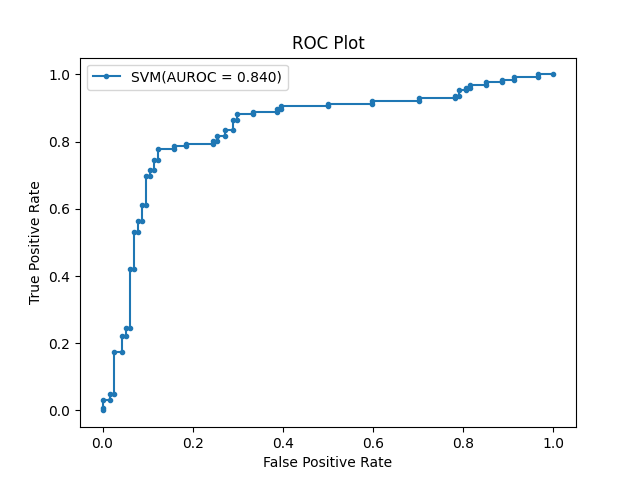 ROC Plot
SVM(AUROC = 0.840)
True Positive Rate
1.0
0.8
0.6
0.4
0.2
0.0
0.0 0.2 0.4 0.6 0.8 1.0
False Positive Rate